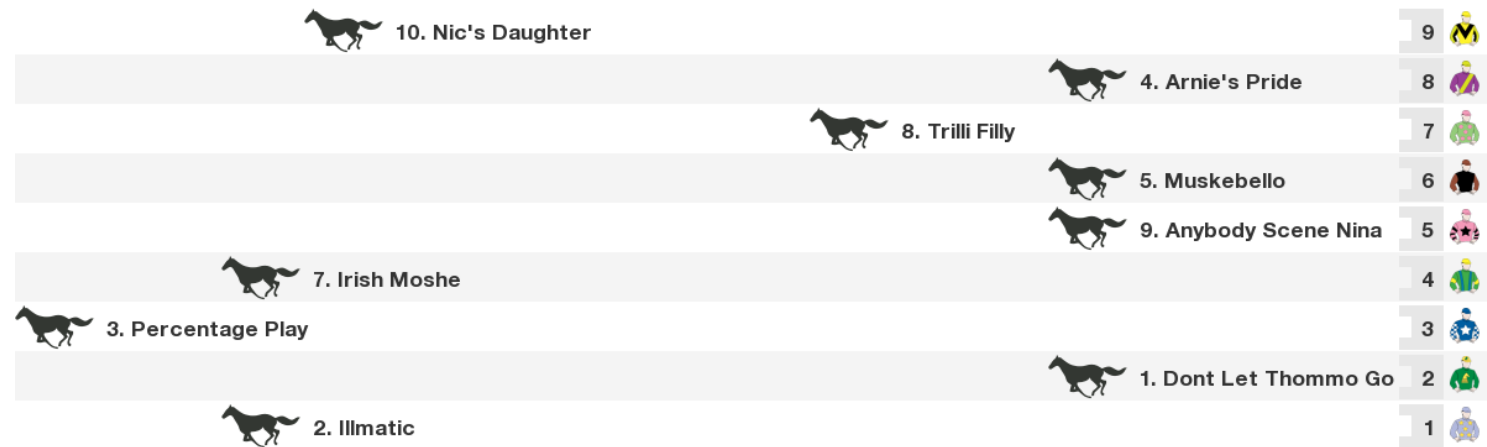 10. Nic's Daughter 9
4. Arnie's Pride 8
8. Trilli Filly 7
5. Muskebello 6
9. Anybody Scene Nina 5
7. Irish Moshe 4
3. Percentage Play 3
1. Dont Let Thommo Go 2
2. Illmatic 1